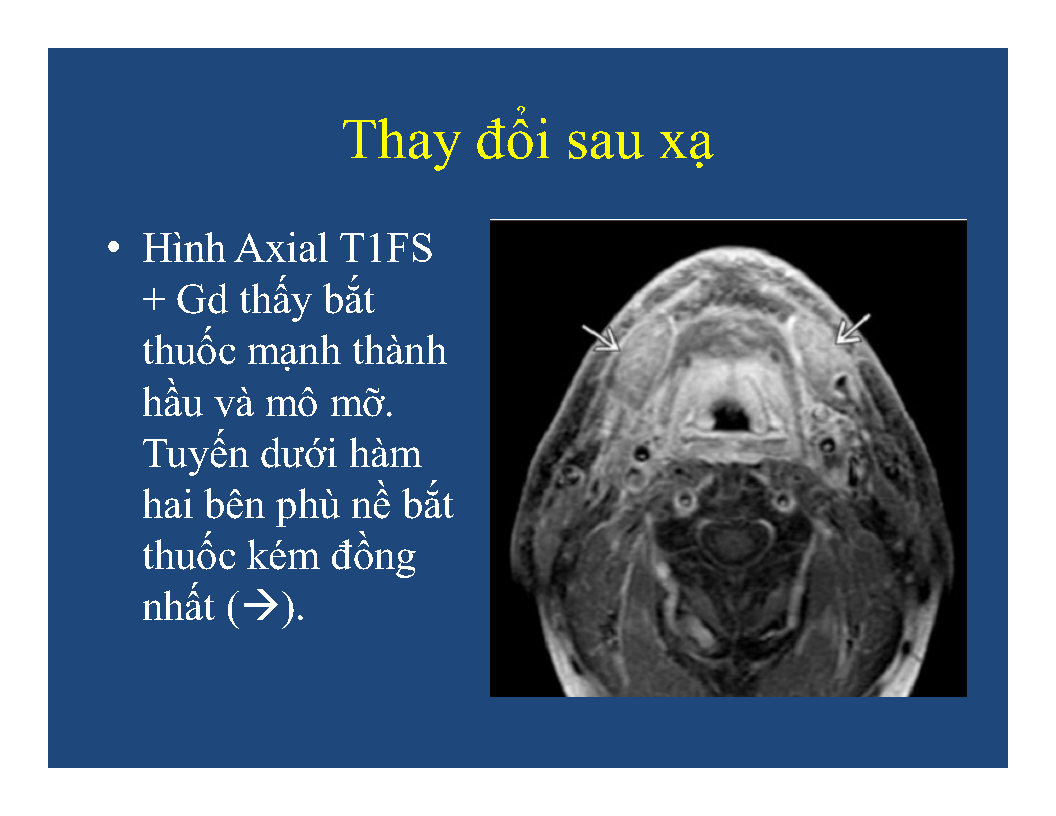 Thay đổi sau xạ
• Hình Axial T1FS
+ Gd thấy bắt
thuốc mạnh thành
hầu và mô mỡ.
Tuyến dưới hàm
hai bên phù nề bắt
thuốc kém đồng
nhất (→).